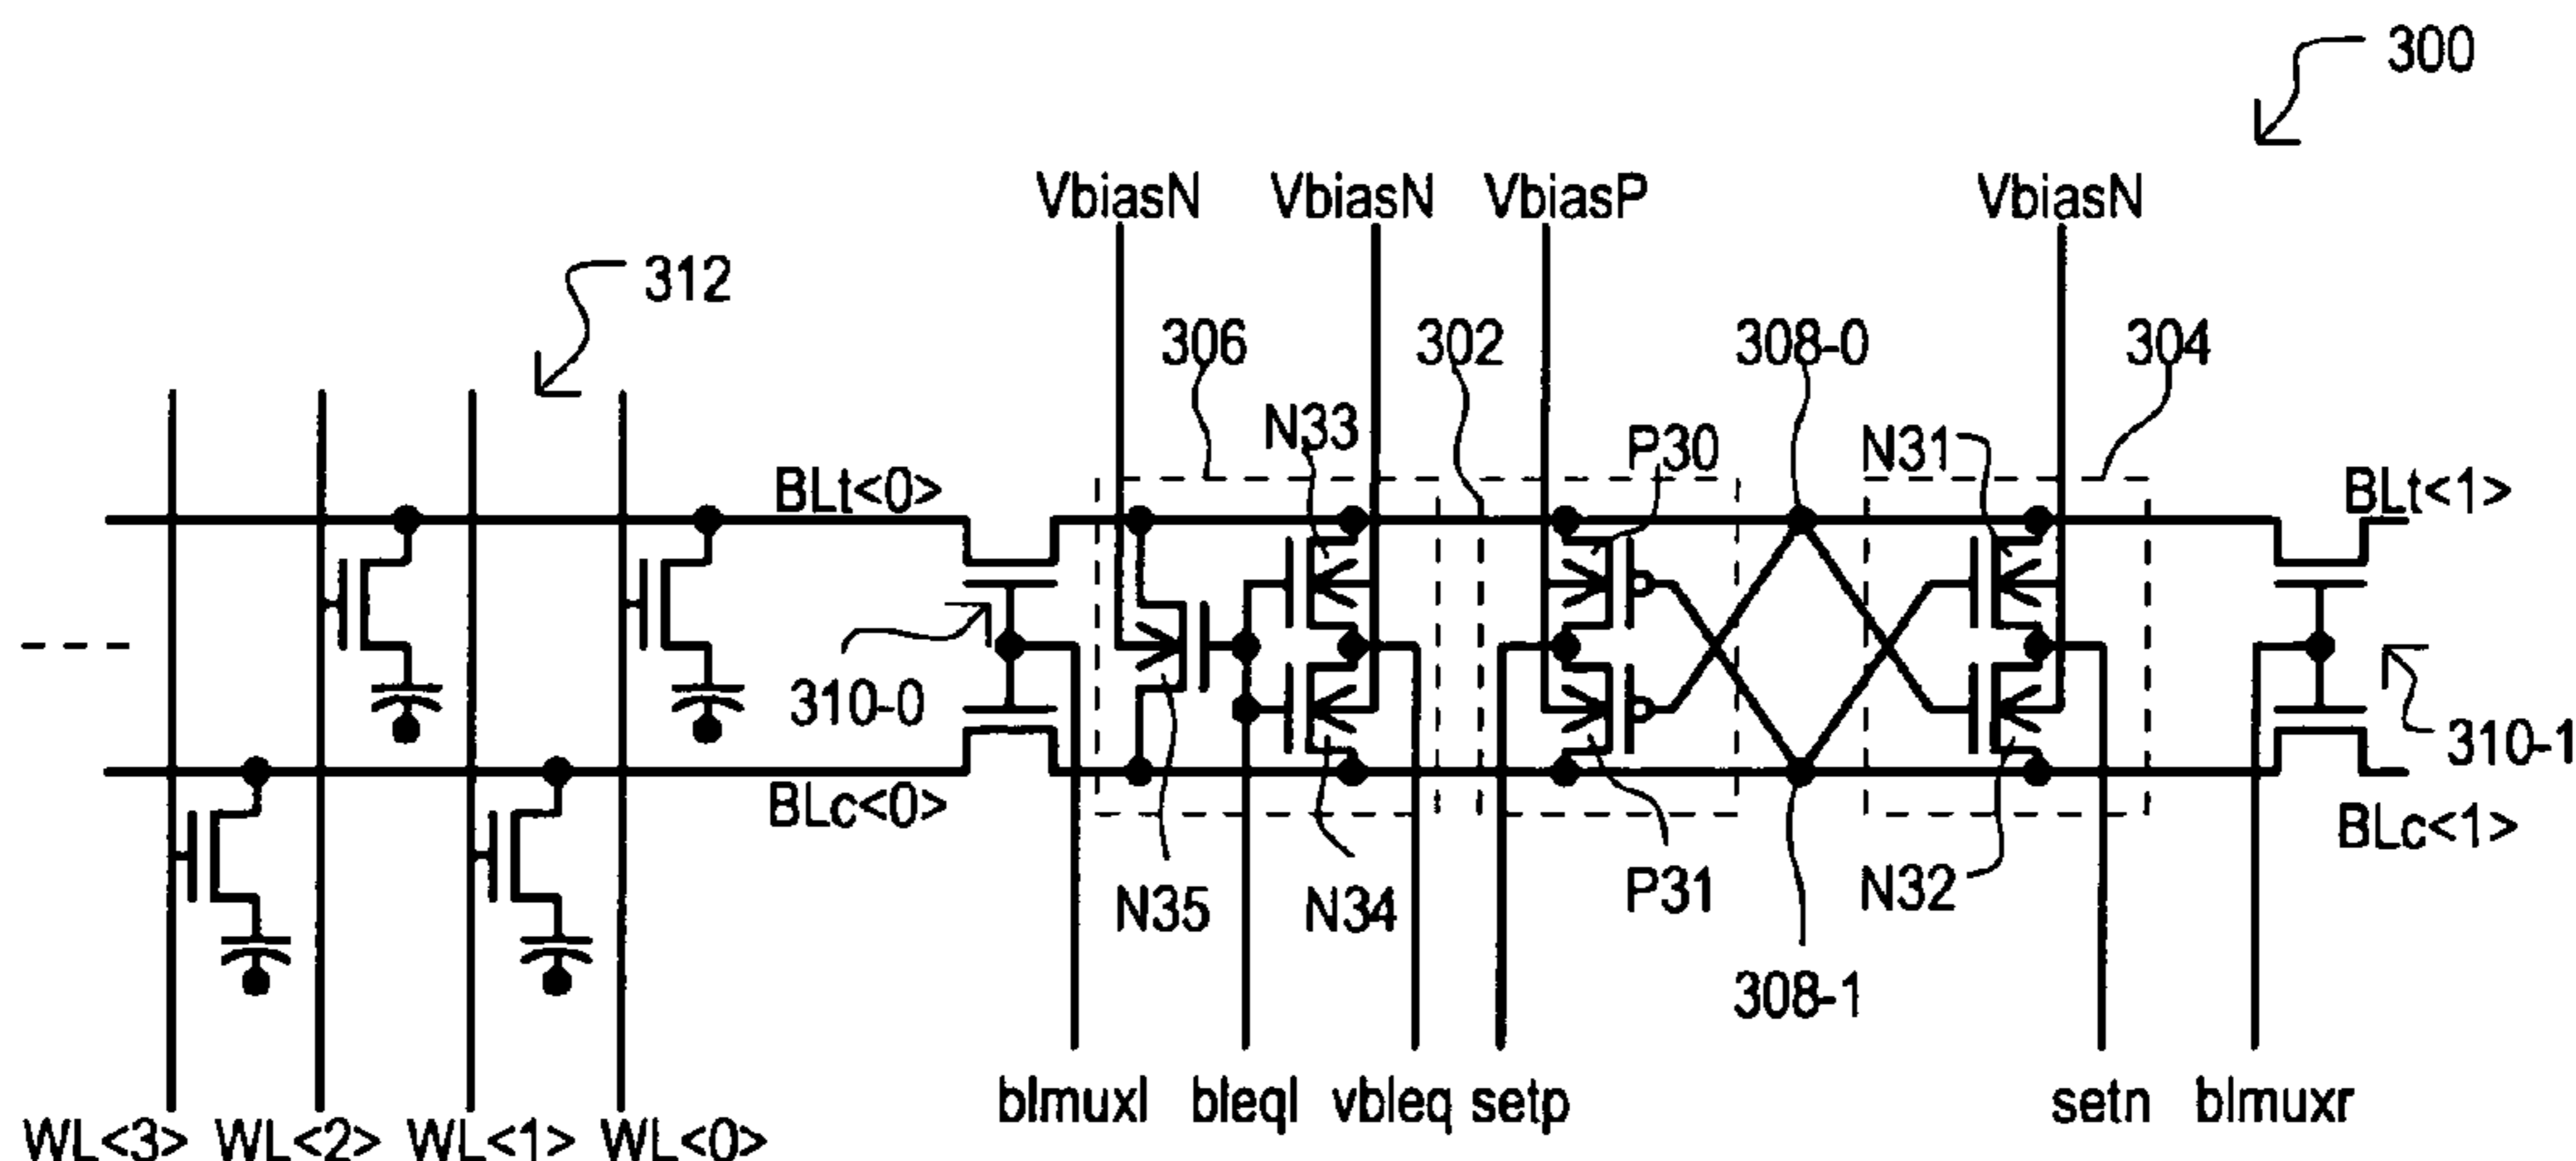 300
VbiasN VbiasN VbiasP VbiasN
312
306 302 308-0 304
N33 P30 N31
BLt<0> BLt<1>
310-0 310-1
BLc<0> BLc<1>
N35 N34 P31 N32
308-1
blmuxl bleql vbleq setp setn blmuxr
WL<3> WL<2> WL<1> WL<0>